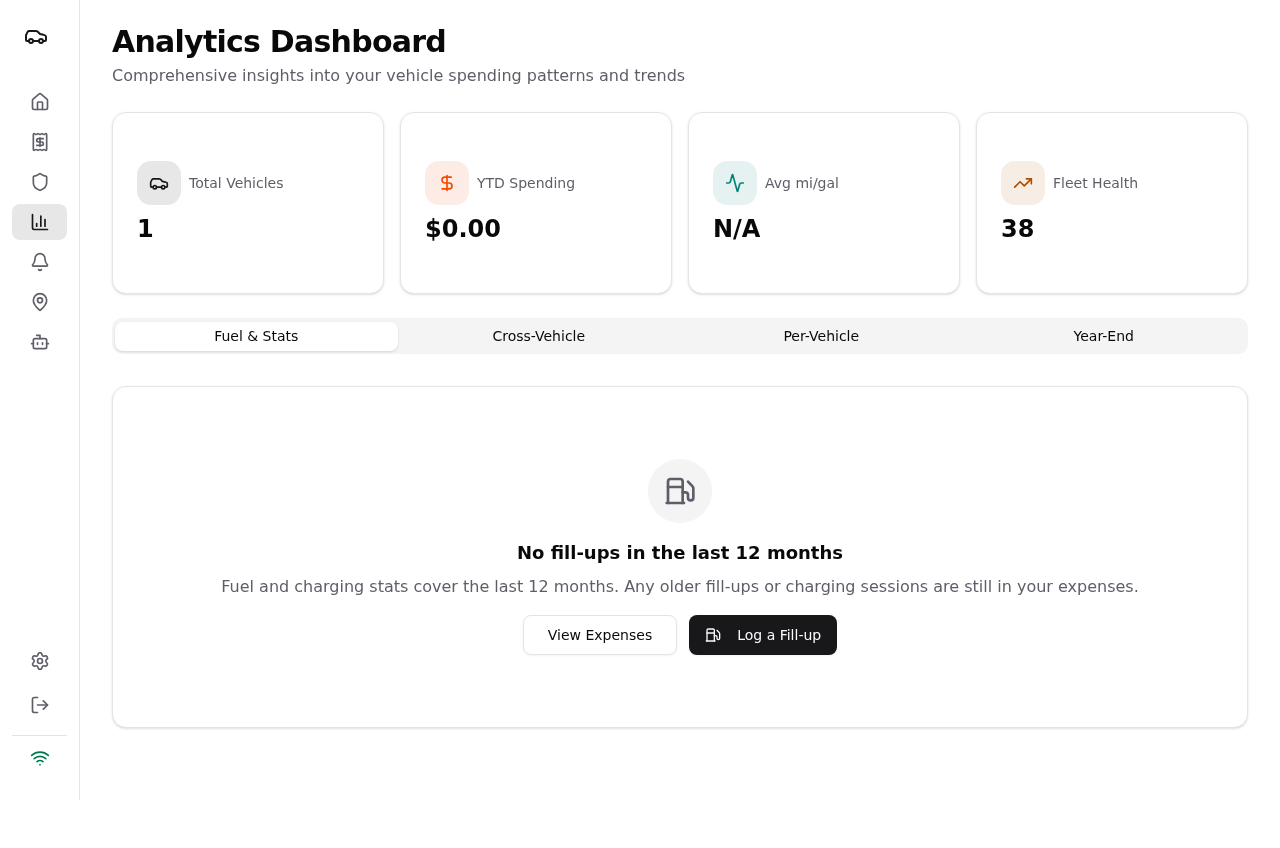 Analytics Dashboard
Comprehensive insights into your vehicle spending patterns and trends
Total Vehicles
1
YTD Spending
$0.00
Avg mi/gal
N/A
Fleet Health
38
Fuel & Stats
Cross-Vehicle
Per-Vehicle
Year-End
No fill-ups in the last 12 months
Fuel and charging stats cover the last 12 months. Any older fill-ups or charging sessions are still in your expenses.
View Expenses
Log a Fill-up